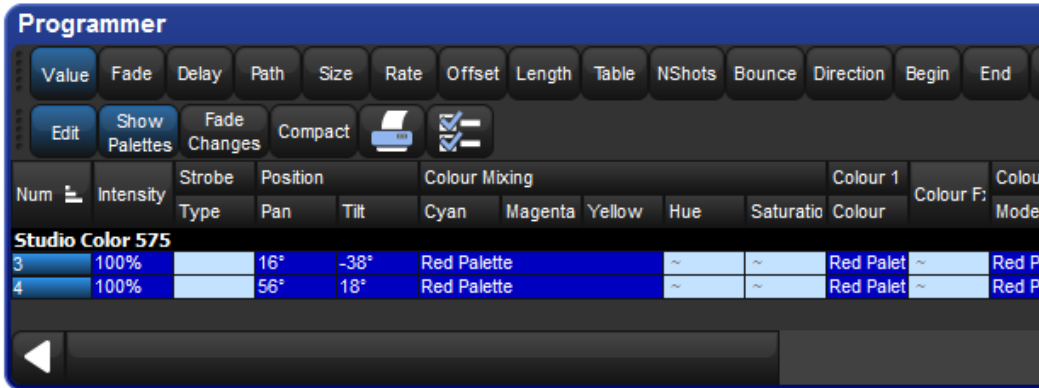 Programmer
Value Fade Delay Path Size Rate Offset Length Table NShots Bounce Direction Begin End
Edit Show Palettes Fade Changes Compact
Num Intensity Strobe Position Colour Mixing Colour 1 Colour F Colou
Type Pan Tilt Cyan Magenta Yellow Hue Saturatio Colour Mode
Studio Color 575
3 100% 16° -38° Red Palette ~ ~ Red Palet ~ Red P
4 100% 56° 18° Red Palette ~ ~ Red Palet ~ Red P